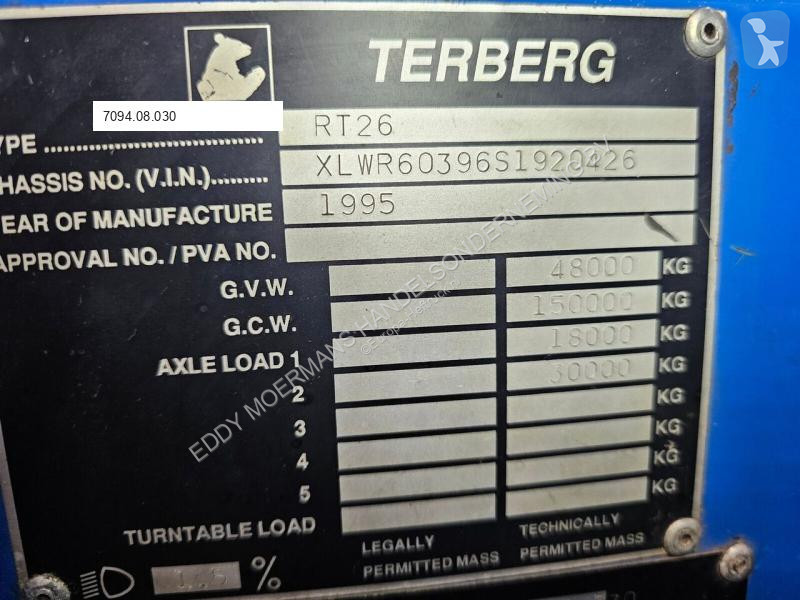 TERBERG
7094.08.030
TYPE RT26
CHASSIS NO. (V.I.N.) XLWR60396S1920426
YEAR OF MANUFACTURE 1995
APPROVAL NO. / PVA NO.
G.V.W. 48000 KG
G.C.W. 150000 KG
AXLE LOAD 1 18000 KG
2 30000 KG
3 KG
4 KG
5 KG
TURNTABLE LOAD KG
LEGALLY PERMITTED MASS
TECHNICALLY PERMITTED MASS
%
EDDY MOERMANS HANDELSONDERNEMING BV